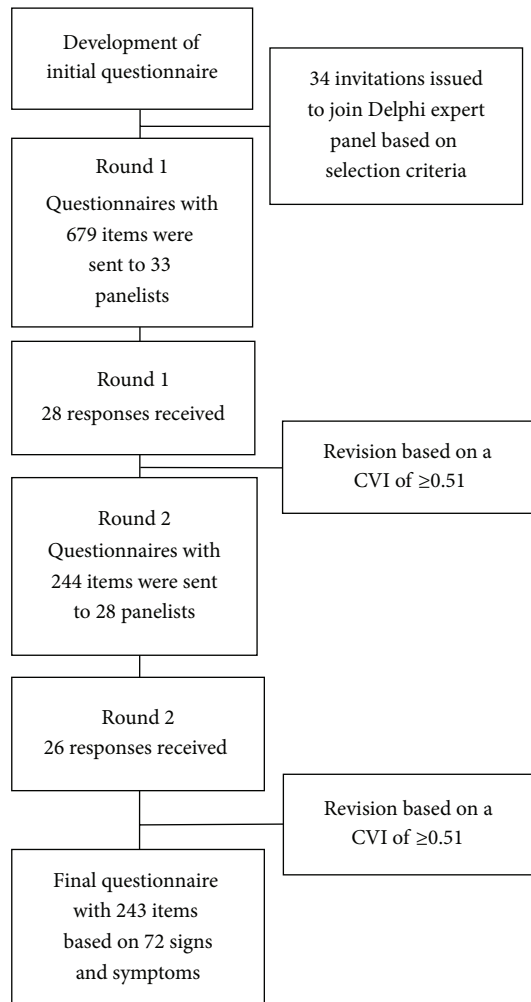 Development of
initial questionnaire
34 invitations issued
to join Delphi expert
panel based on
selection criteria
Round 1
Questionnaires with
679 items were
sent to 33
panelists
Round 1
28 responses received
Revision based on a
CVI of ≥0.51
Round 2
Questionnaires with
244 items were sent
to 28 panelists
Round 2
26 responses received
Revision based on a
CVI of ≥0.51
Final questionnaire
with 243 items
based on 72 signs
and symptoms